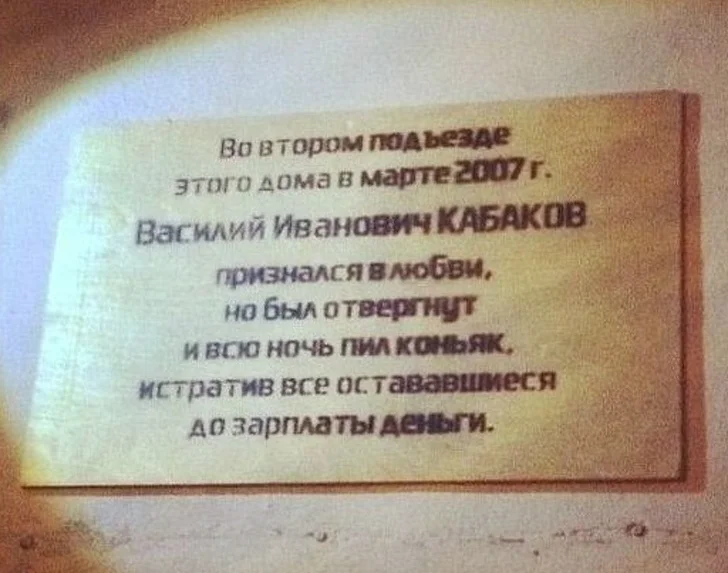 Во втором подъезде
этого дома в марте 2007 г.
Василий Иванович КАБАКОВ
признался в любви,
но был отвергнут
и всю ночь пил коньяк,
истратив все остававшиеся
до зарплаты деньги.